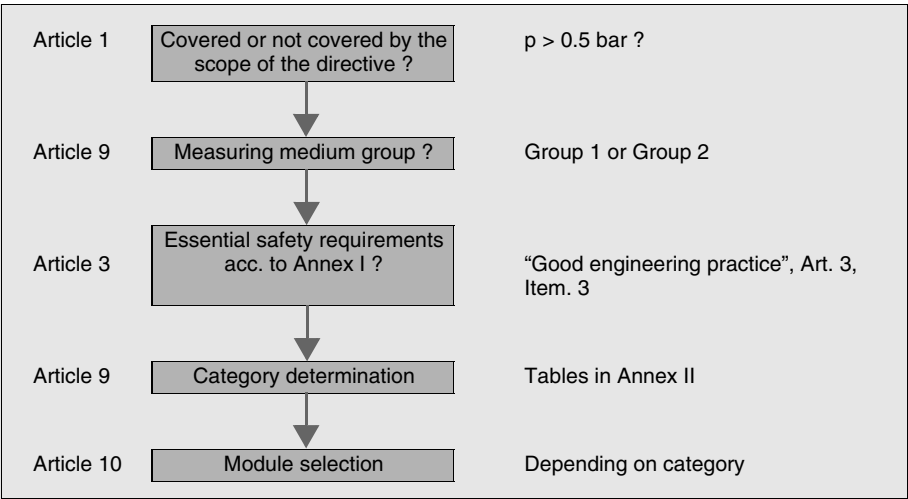 Article 1
Covered or not covered by the
scope of the directive ?
p > 0.5 bar ?
Article 9
Measuring medium group ?
Group 1 or Group 2
Article 3
Essential safety requirements
acc. to Annex I ?
“Good engineering practice”, Art. 3,
Item. 3
Article 9
Category determination
Tables in Annex II
Article 10
Module selection
Depending on category